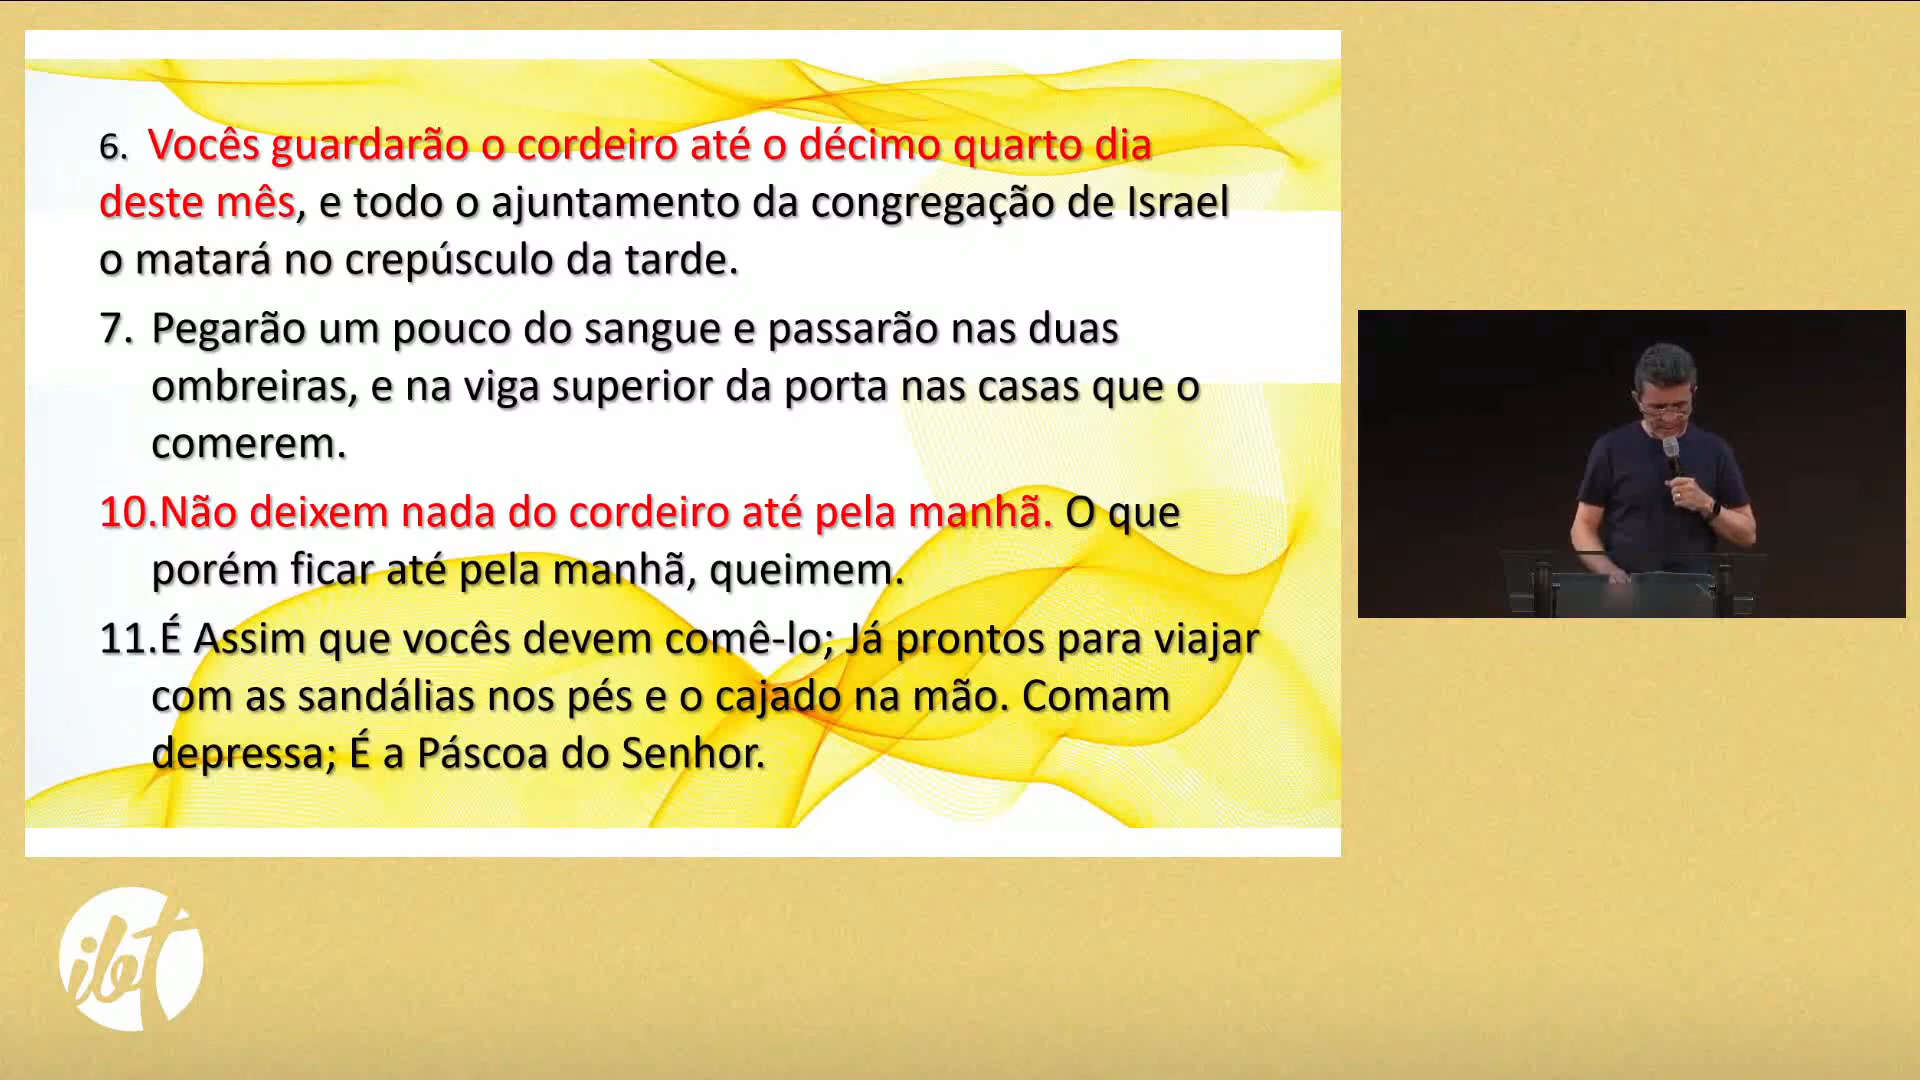 6. Vocês guardarão o cordeiro até o décimo quarto dia
deste mês, e todo o ajuntamento da congregação de Israel
o matará no crepúsculo da tarde.
7. Pegarão um pouco do sangue e passarão nas duas
ombreiras, e na viga superior da porta nas casas que o
comerem.
10.Não deixem nada do cordeiro até pela manhã. O que
porém ficar até pela manhã, queimem.
11.É Assim que vocês devem comê-lo; Já prontos para viajar
com as sandálias nos pés e o cajado na mão. Comam
depressa; É a Páscoa do Senhor.
ibt